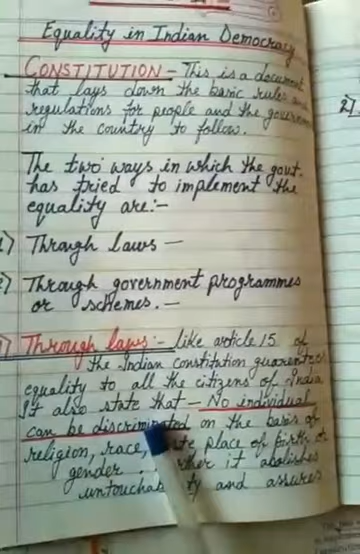 Equality in Indian Democracy
CONSTITUTION - This is a document
that lays down the basic rules and
regulations for people and the
in the country to follow.
The two ways in which the govt.
has tried to implement the
equality are:-
1) Through laws -
2) Through government programmes
or schemes. -
1) Through laws:- like article 15 of
the Indian constitution
equality to all the citizens of India
It also state that - No individual
can be discriminated on the basis of
religion, race, place of birth or
gender. it abolishes
and assures
2)